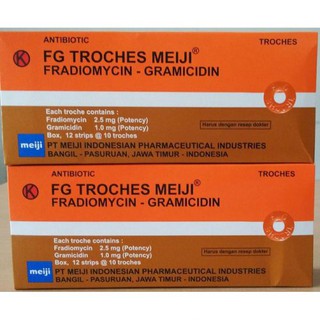 ANTIBIOTIC TROCHES
K FG TROCHES MEIJI®
FRADIOMYCIN - GRAMICIDIN
Each troche contains :
Fradiomycin 2.5 mg (Potency)
Gramicidin 1.0 mg (Potency)
Box, 12 strips @ 10 troches
Harus dengan resep dokter
meiji PT MEIJI INDONESIAN PHARMACEUTICAL INDUSTRIES
BANGIL - PASURUAN, JAWA TIMUR - INDONESIA
ANTIBIOTIC TROCHES
K FG TROCHES MEIJI®
FRADIOMYCIN - GRAMICIDIN
Each troche contains :
Fradiomycin 2.5 mg (Potency)
Gramicidin 1.0 mg (Potency)
Box, 12 strips @ 10 troches
Harus dengan resep dokter
meiji PT MEIJI INDONESIAN PHARMACEUTICAL INDUSTRIES
BANGIL - PASURUAN, JAWA TIMUR - INDONESIA